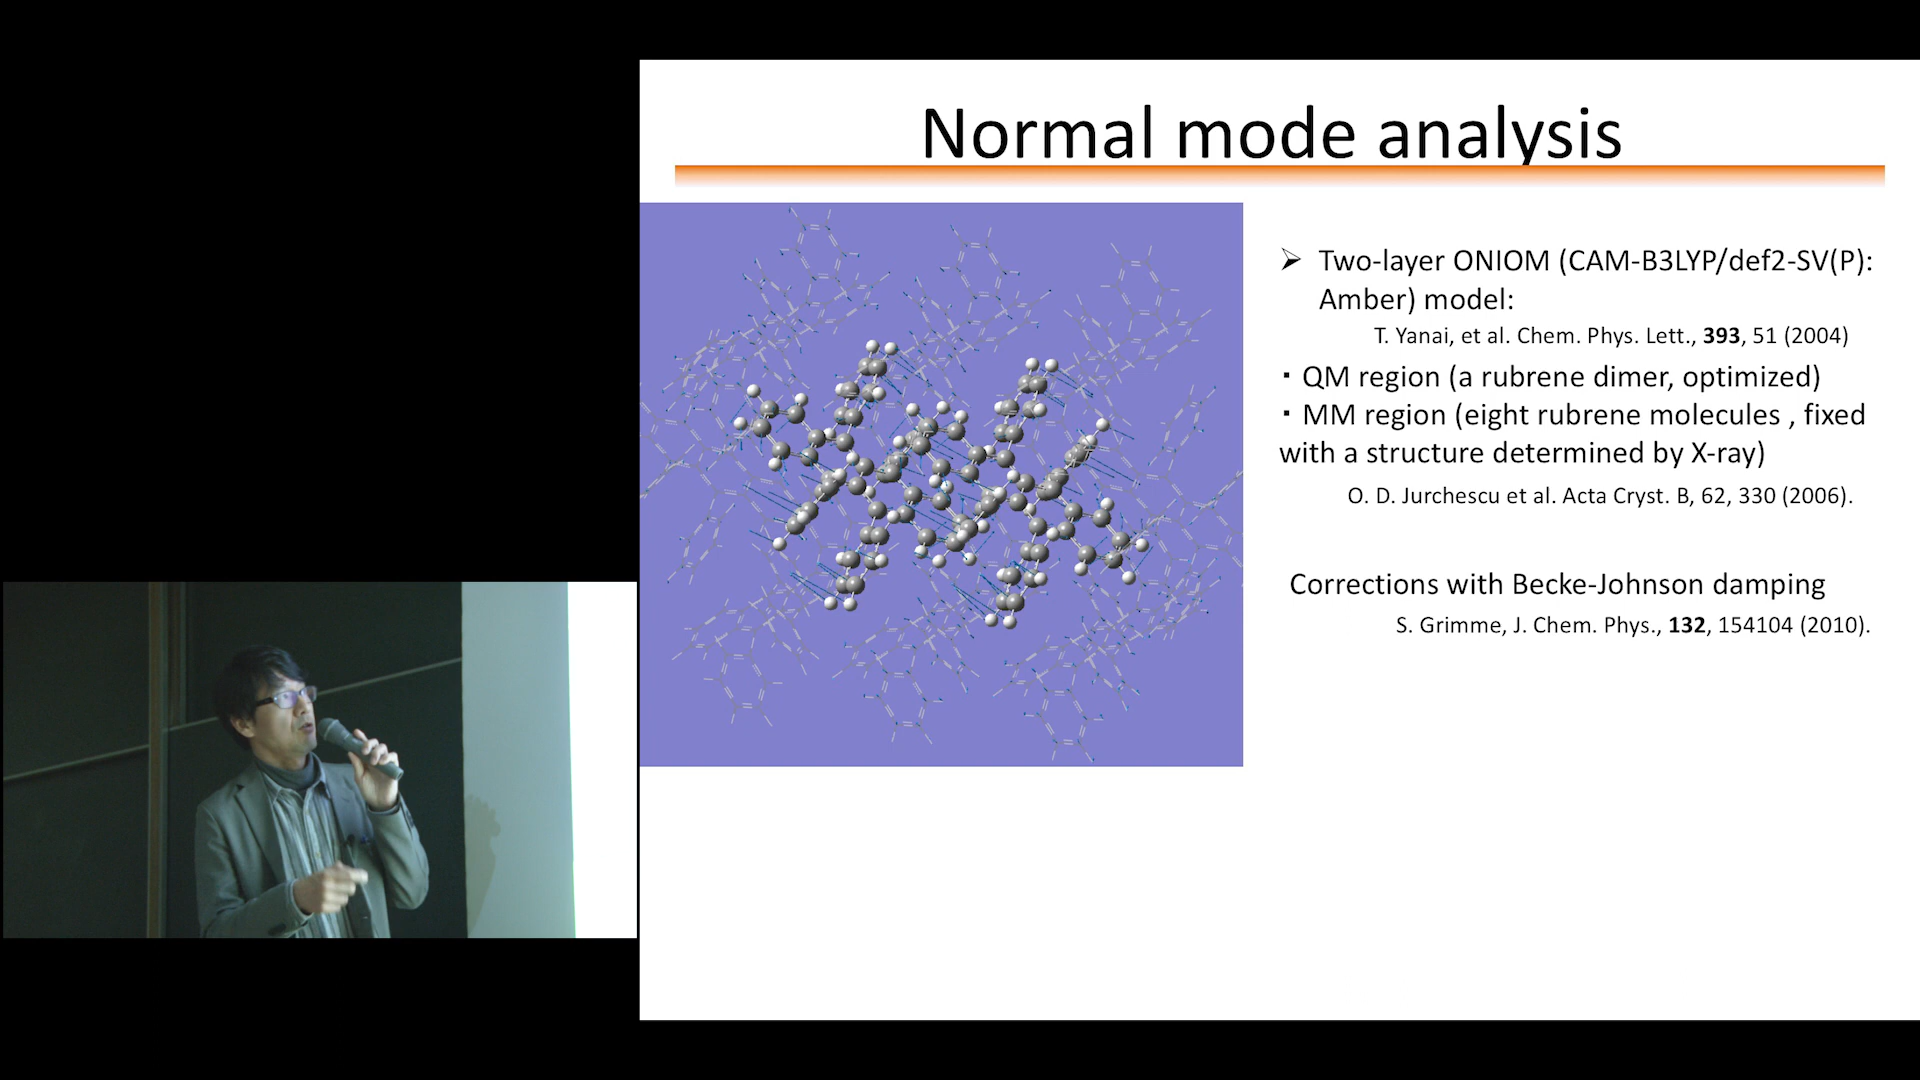 Normal mode analysis
➢ Two-layer ONIOM (CAM-B3LYP/def2-SV(P):
Amber) model:
T. Yanai, et al. Chem. Phys. Lett., 393, 51 (2004)
・QM region (a rubrene dimer, optimized)
・MM region (eight rubrene molecules , fixed
with a structure determined by X-ray)
O. D. Jurchescu et al. Acta Cryst. B, 62, 330 (2006).
Corrections with Becke-Johnson damping
S. Grimme, J. Chem. Phys., 132, 154104 (2010).